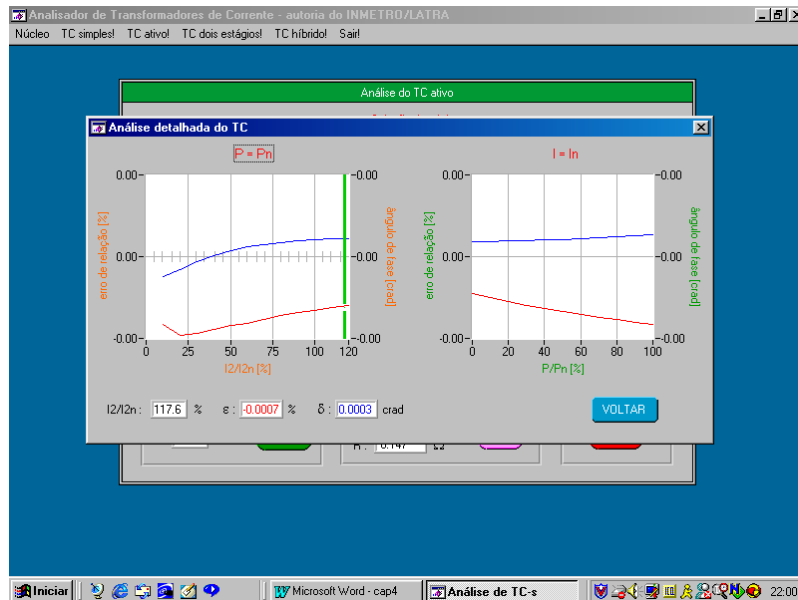 Analisador de Transformadores de Corrente - autoria do INMETRO/LATRA
Núcleo TC simples! TC ativo! TC dois estágios! TC híbrido! Sair!
Análise do TC ativo
Análise detalhada do TC
P = Pn
I = In
0.00
0.00
-0.00
erro de relação [%]
0 25 50 75 100 120
I2/I2n [%]
-0.00
-0.00
-0.00
ângulo de fase [crad]
0.00
0.00
-0.00
erro de relação [%]
0 20 40 60 80 100
P/Pn [%]
-0.00
-0.00
-0.00
ângulo de fase [crad]
I2/I2n : 117.6 % ε : -0.0007 % δ : 0.0003 crad
VOLTAR
R : 0.147 Ω
Iniciar
Microsoft Word - cap4
Análise de TC-s
22:00